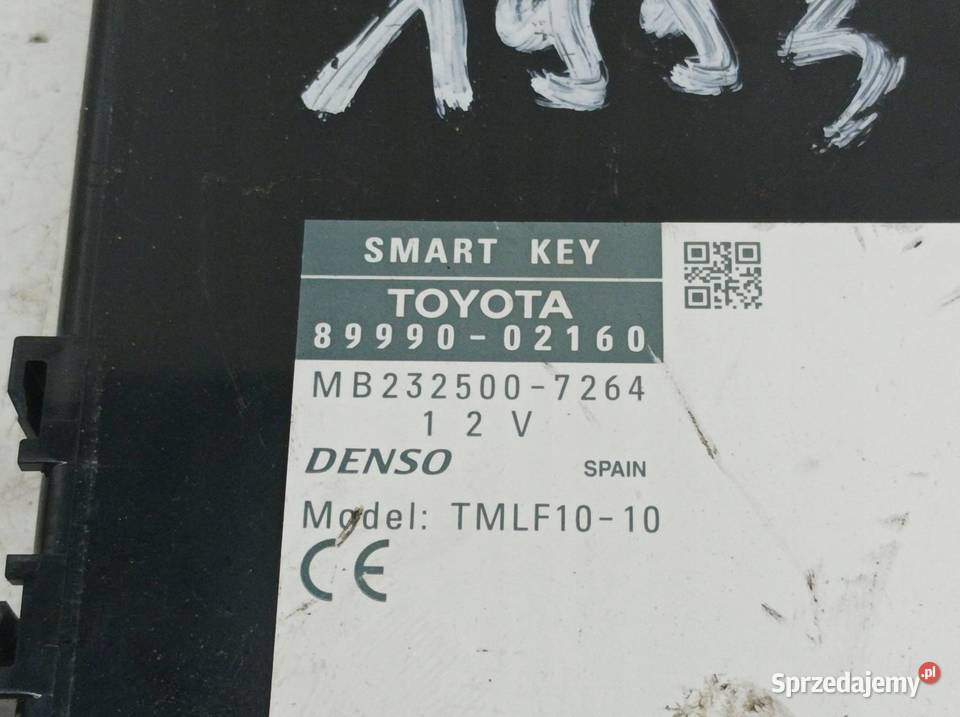 SMART KEY
TOYOTA
89990-02160
MB232500-7264
12V
DENSO SPAIN
Model: TMLF10-10
CE
Sprzedajemy.pl